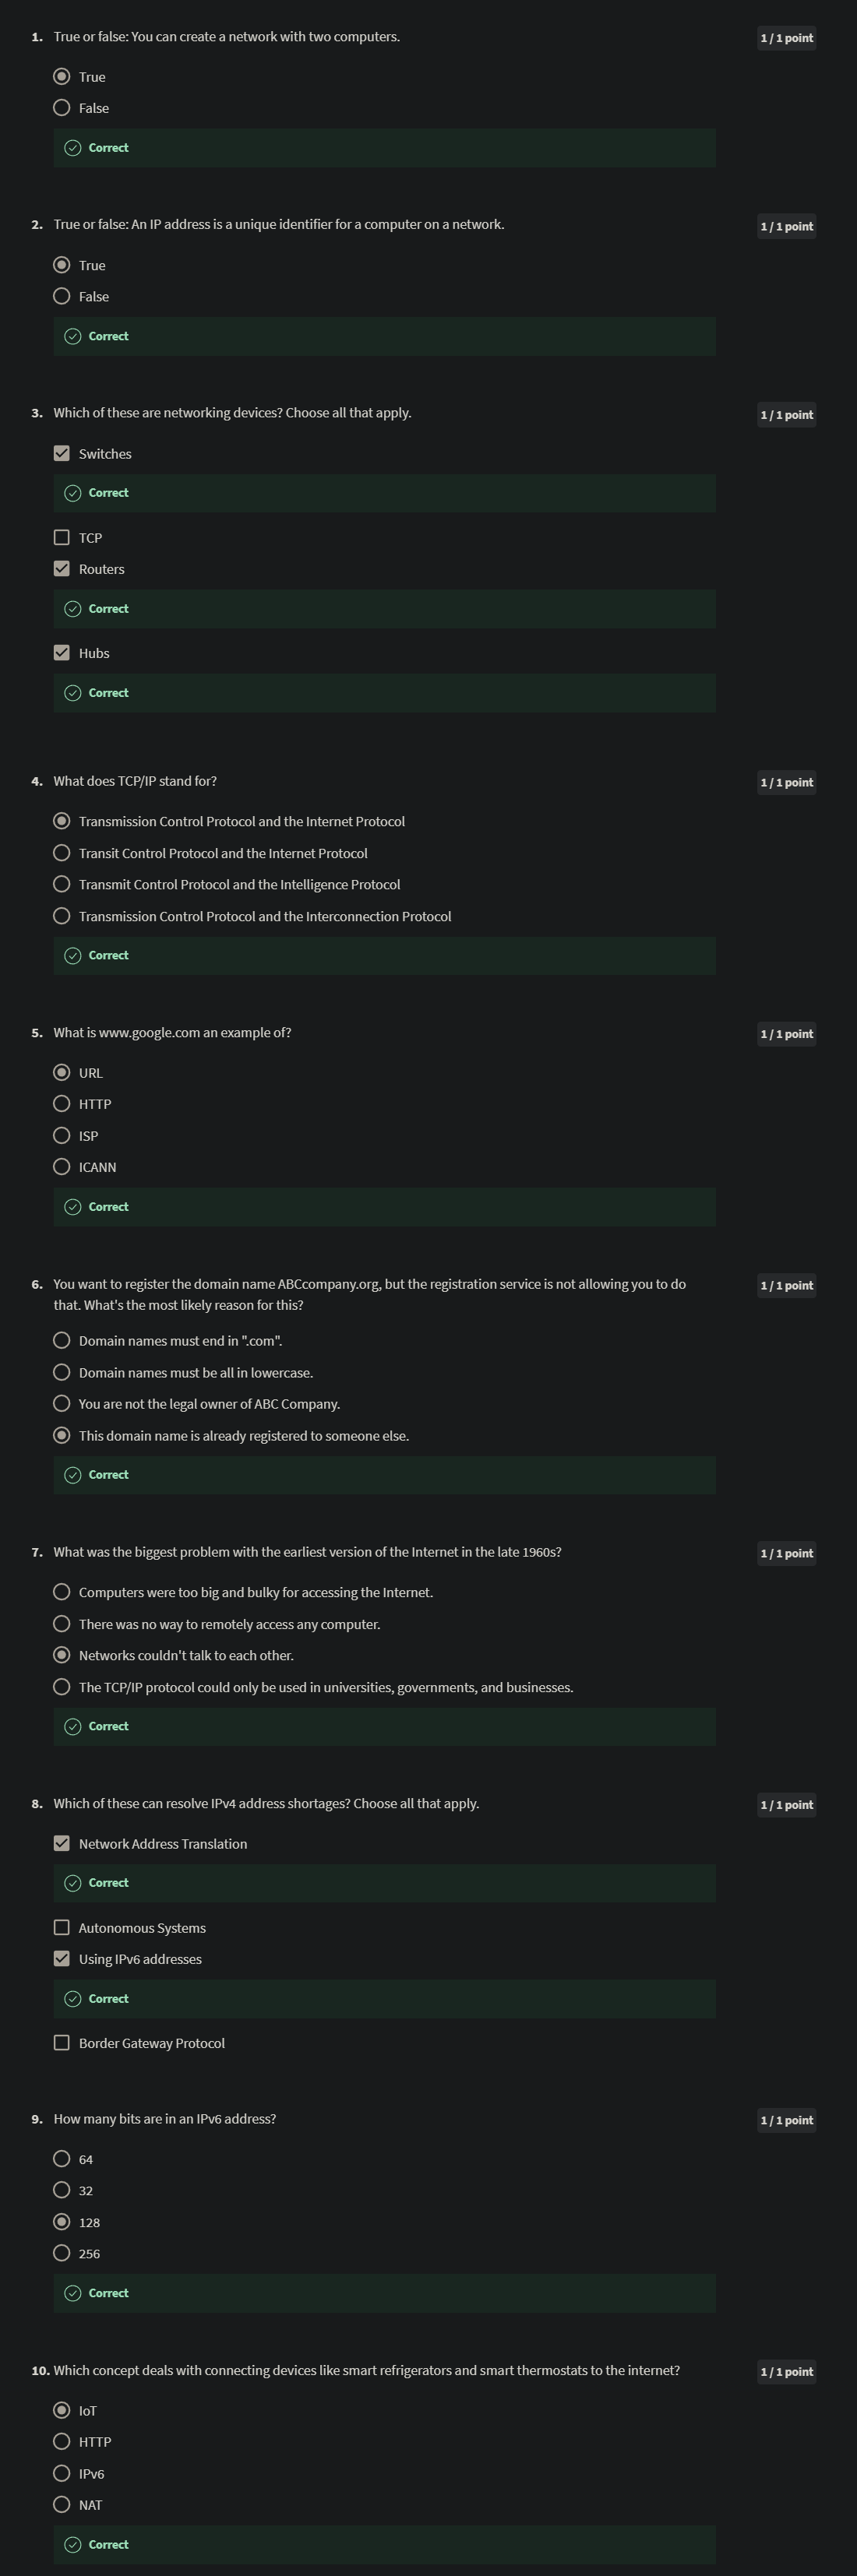 1. True or false: You can create a network with two computers.
1 / 1 point
True
False
Correct
2. True or false: An IP address is a unique identifier for a computer on a network.
1 / 1 point
True
False
Correct
3. Which of these are networking devices? Choose all that apply.
1 / 1 point
Switches
Correct
TCP
Routers
Correct
Hubs
Correct
4. What does TCP/IP stand for?
1 / 1 point
Transmission Control Protocol and the Internet Protocol
Transit Control Protocol and the Internet Protocol
Transmit Control Protocol and the Intelligence Protocol
Transmission Control Protocol and the Interconnection Protocol
Correct
5. What is www.google.com an example of?
1 / 1 point
URL
HTTP
ISP
ICANN
Correct
6. You want to register the domain name ABCcompany.org, but the registration service is not allowing you to do
that. What's the most likely reason for this?
1 / 1 point
Domain names must end in ".com".
Domain names must be all in lowercase.
You are not the legal owner of ABC Company.
This domain name is already registered to someone else.
Correct
7. What was the biggest problem with the earliest version of the Internet in the late 1960s?
1 / 1 point
Computers were too big and bulky for accessing the Internet.
There was no way to remotely access any computer.
Networks couldn't talk to each other.
The TCP/IP protocol could only be used in universities, governments, and businesses.
Correct
8. Which of these can resolve IPv4 address shortages? Choose all that apply.
1 / 1 point
Network Address Translation
Correct
Autonomous Systems
Using IPv6 addresses
Correct
Border Gateway Protocol
9. How many bits are in an IPv6 address?
1 / 1 point
64
32
128
256
Correct
10. Which concept deals with connecting devices like smart refrigerators and smart thermostats to the internet?
1 / 1 point
IoT
HTTP
IPv6
NAT
Correct